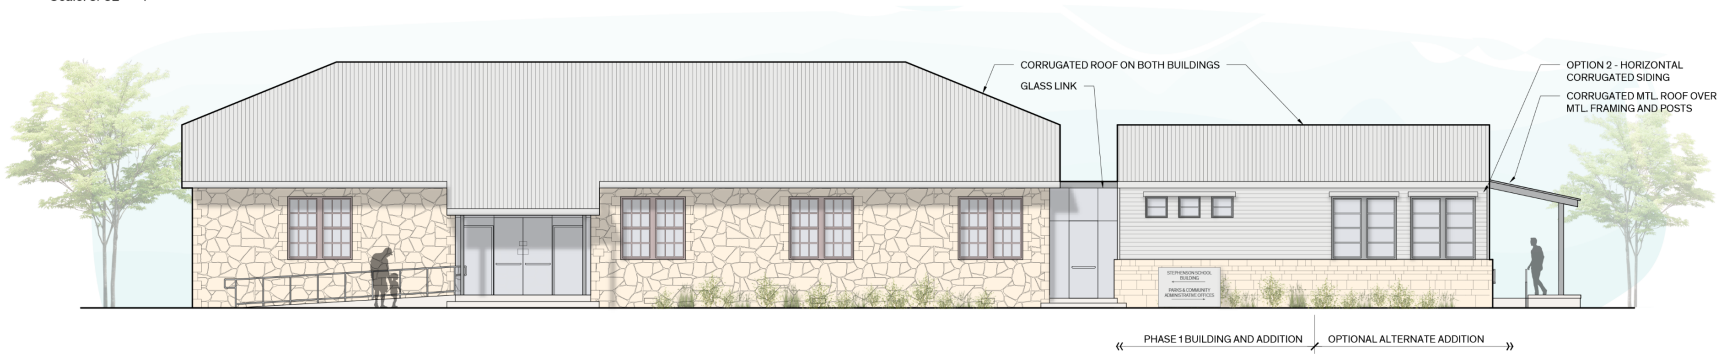 CORRUGATED ROOF ON BOTH BUILDINGS
GLASS LINK
OPTION 2 - HORIZONTAL
CORRUGATED SIDING
CORRUGATED MTL. ROOF OVER
MTL. FRAMING AND POSTS
STEPHENSON SCHOOL
BUILDING
PARKS & COMMUNITY
ADMINISTRATIVE OFFICES
PHASE 1 BUILDING AND ADDITION
OPTIONAL ALTERNATE ADDITION